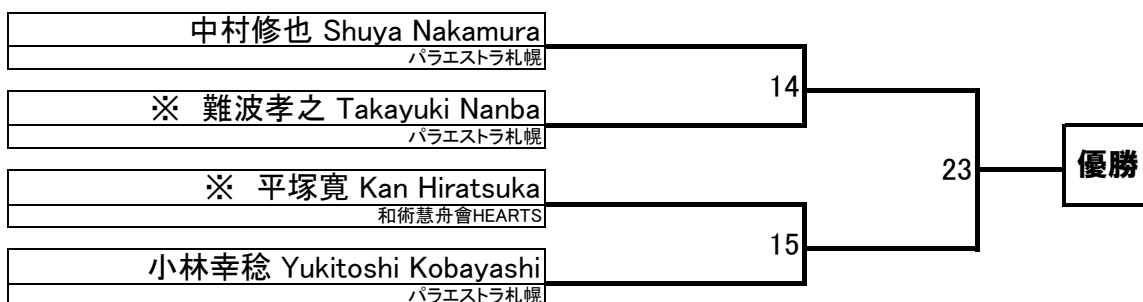 中村修也 Shuya Nakamura
パラエストラ札幌
14
※ 難波孝之 Takayuki Nanba
パラエストラ札幌
23
優勝
※ 平塚寛 Kan Hiratsuka
和術慧舟會HEARTS
15
小林幸稔 Yukitoshi Kobayashi
パラエストラ札幌